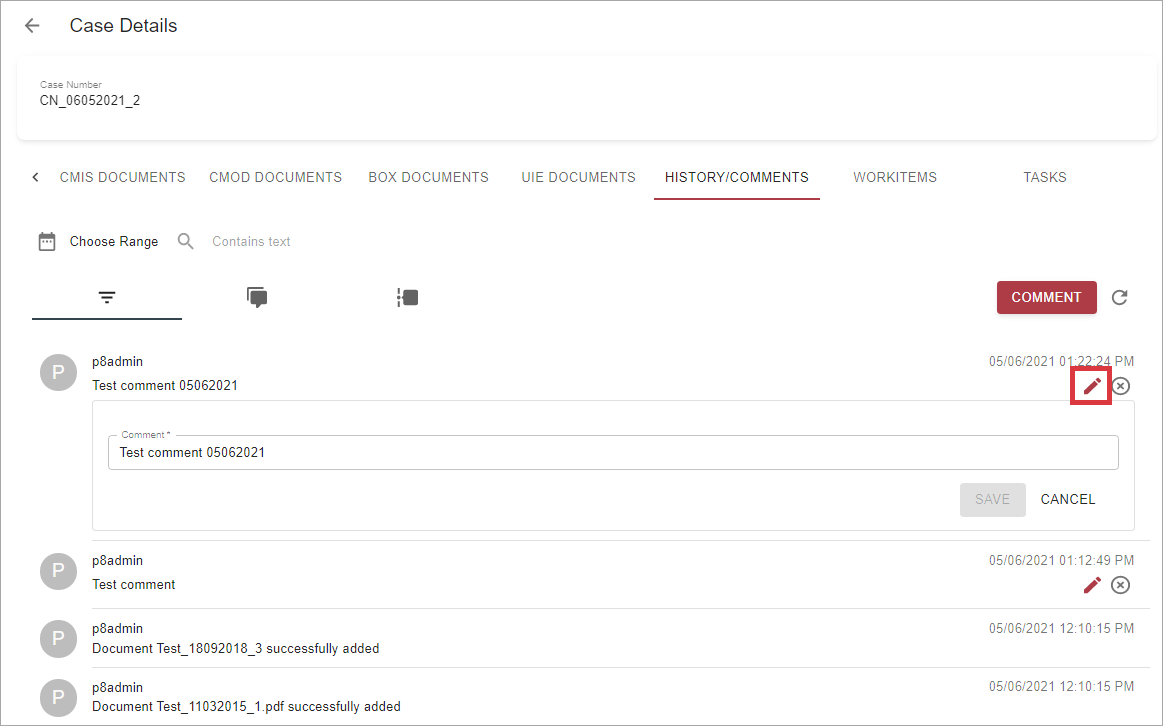 Case Details
Case Number
CN_06052021_2
CMIS DOCUMENTS CMOD DOCUMENTS BOX DOCUMENTS UIE DOCUMENTS HISTORY/COMMENTS WORKITEMS TASKS
Choose Range Contains text
COMMENT
P p8admin 05/06/2021 01:22:24 PM
Test comment 05062021
Comment *
Test comment 05062021
SAVE CANCEL
P p8admin 05/06/2021 01:12:49 PM
Test comment
P p8admin 05/06/2021 12:10:15 PM
Document Test_18092018_3 successfully added
P p8admin 05/06/2021 12:10:15 PM
Document Test_11032015_1.pdf successfully added